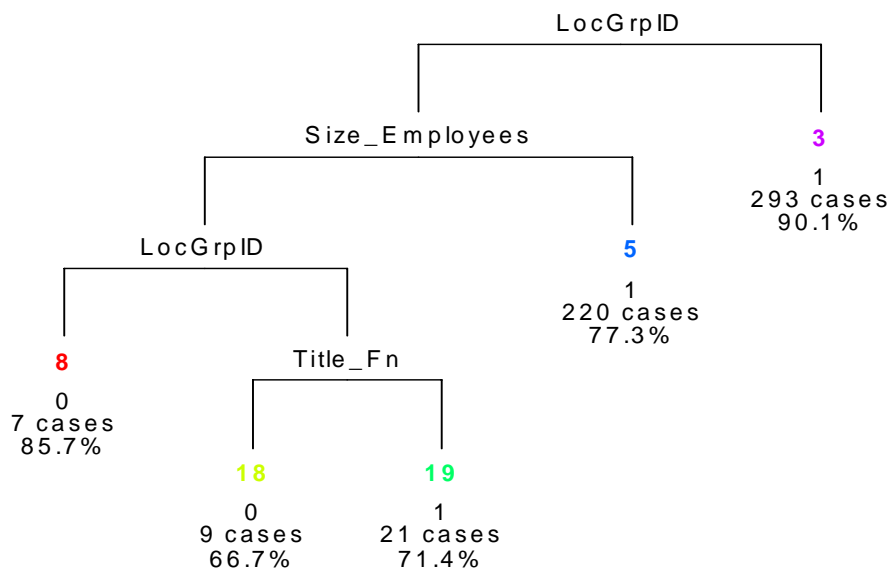 LocGrpID
Size_Employees
3
1
293 cases
90.1%
LocGrpID
5
1
220 cases
77.3%
8
0
7 cases
85.7%
Title_Fn
18
0
9 cases
66.7%
19
1
21 cases
71.4%